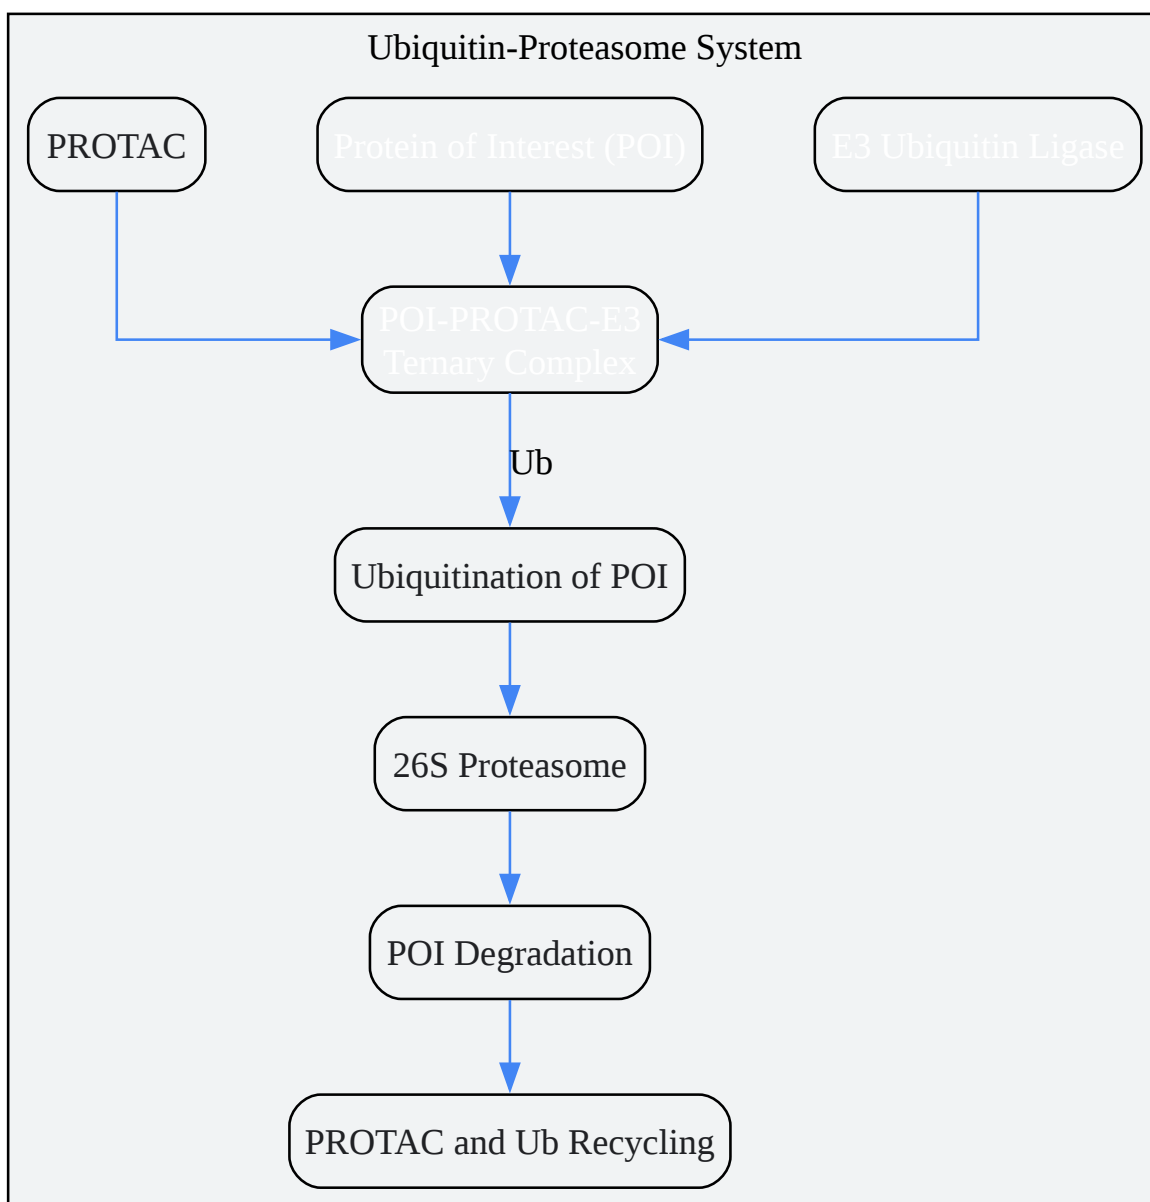 Ubiquitin-Proteasome System
PROTAC
Protein of Interest (POI)
E3 Ubiquitin Ligase
POI-PROTAC-E3
Ternary Complex
Ub
Ubiquitination of POI
26S Proteasome
POI Degradation
PROTAC and Ub Recycling